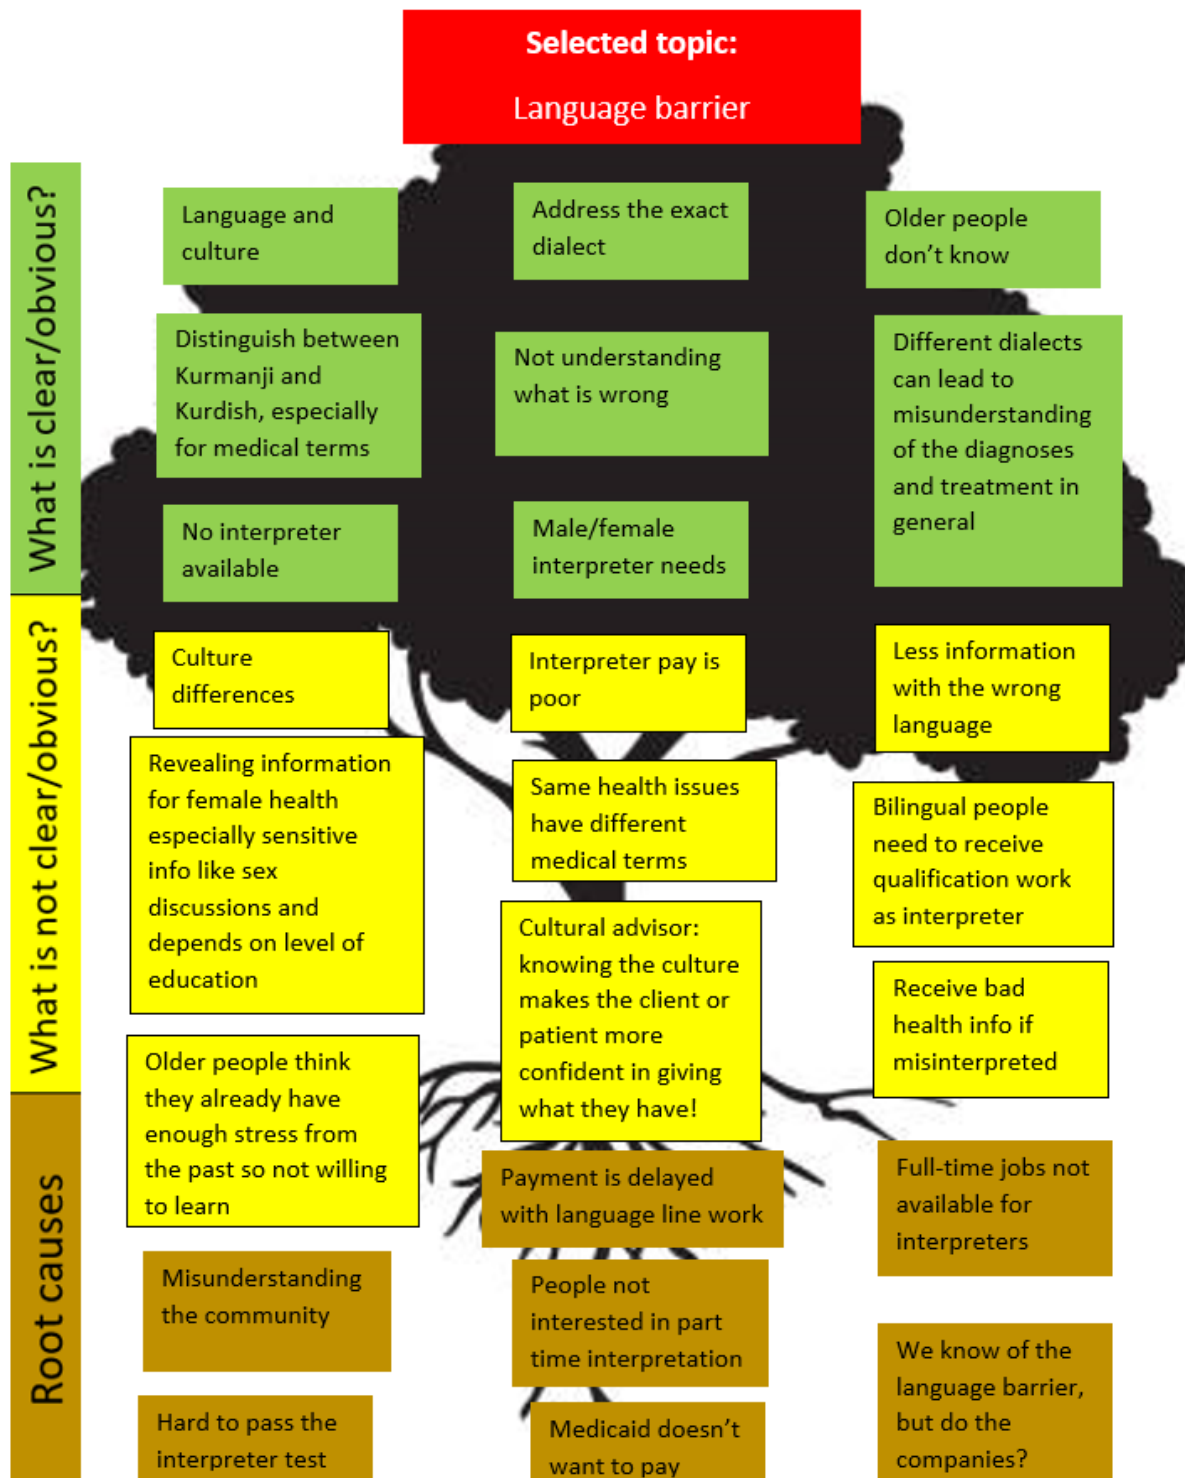 Selected topic:
Language barrier
What is clear/obvious?
Language and
culture
Address the exact
dialect
Older people
don't know
Distinguish between
Kurmanji and
Kurdish, especially
for medical terms
Not understanding
what is wrong
Different dialects
can lead to
misunderstanding
of the diagnoses
and treatment in
general
No interpreter
available
Male/female
interpreter needs
What is not clear/obvious?
Culture
differences
Interpreter pay is
poor
Less information
with the wrong
language
Revealing information
for female health
especially sensitive
info like sex
discussions and
depends on level of
education
Same health issues
have different
medical terms
Bilingual people
need to receive
qualification work
as interpreter
Cultural advisor:
knowing the culture
makes the client or
patient more
confident in giving
what they have!
Receive bad
health info if
misinterpreted
Older people think
they already have
enough stress from
the past so not willing
to learn
Root causes
Payment is delayed
with language line work
Full-time jobs not
available for
interpreters
Misunderstanding
the community
People not
interested in part
time interpretation
We know of the
language barrier,
but do the
companies?
Hard to pass the
interpreter test
Medicaid doesn't
want to pay